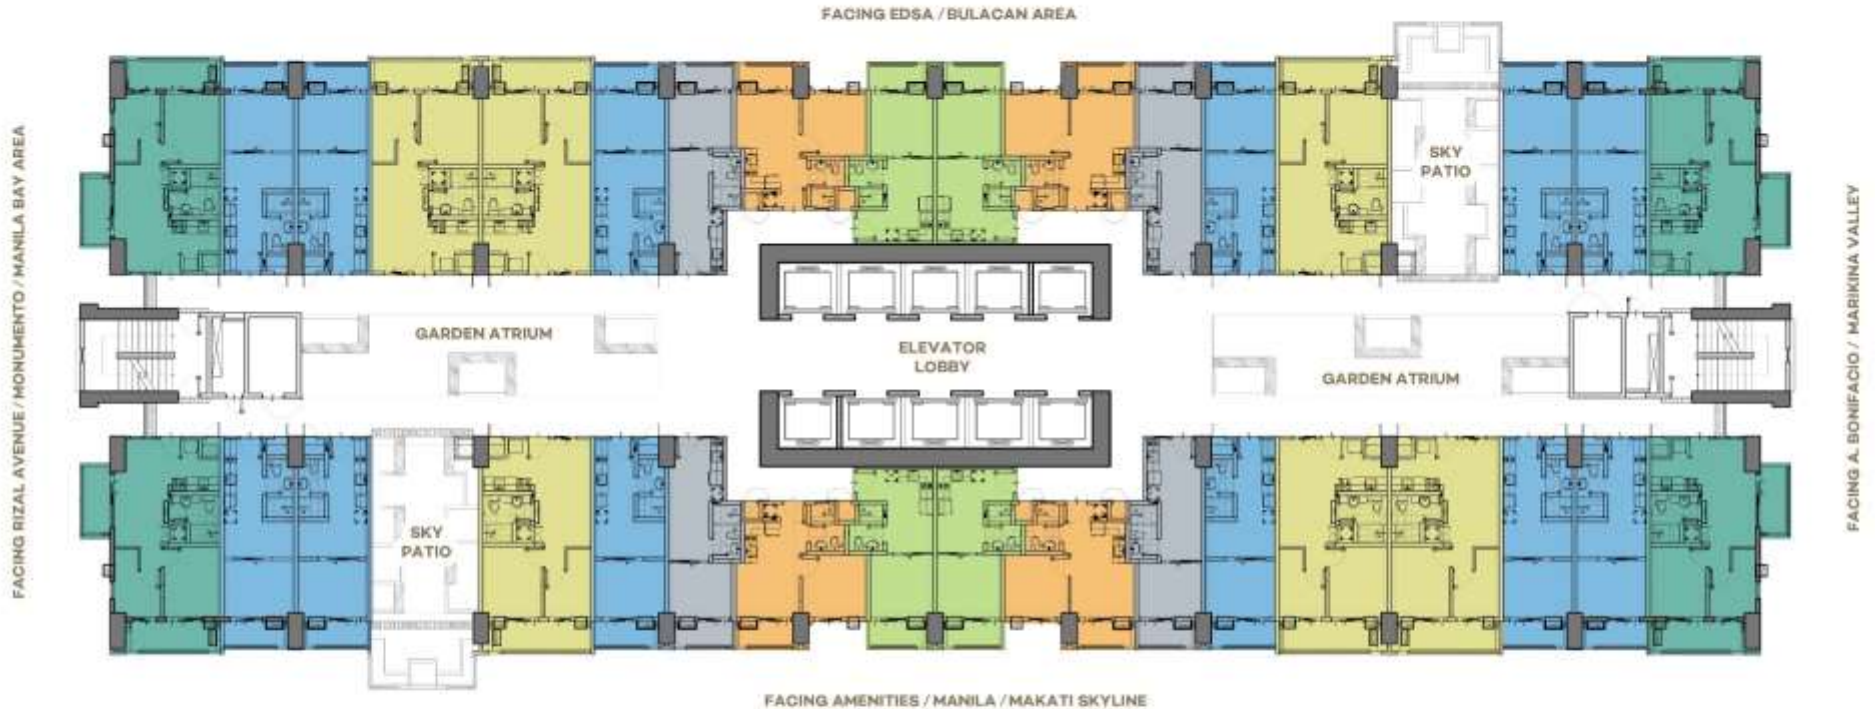 FACING EDSA / BULACAN AREA
FACING RIZAL AVENUE / MONUMENTO / MANILA BAY AREA
SKY
PATIO
GARDEN ATRIUM
ELEVATOR
LOBBY
GARDEN ATRIUM
FACING A. BONIFACIO / MARIKINA VALLEY
SKY
PATIO
FACING AMENITIES / MANILA / MAKATI SKYLINE